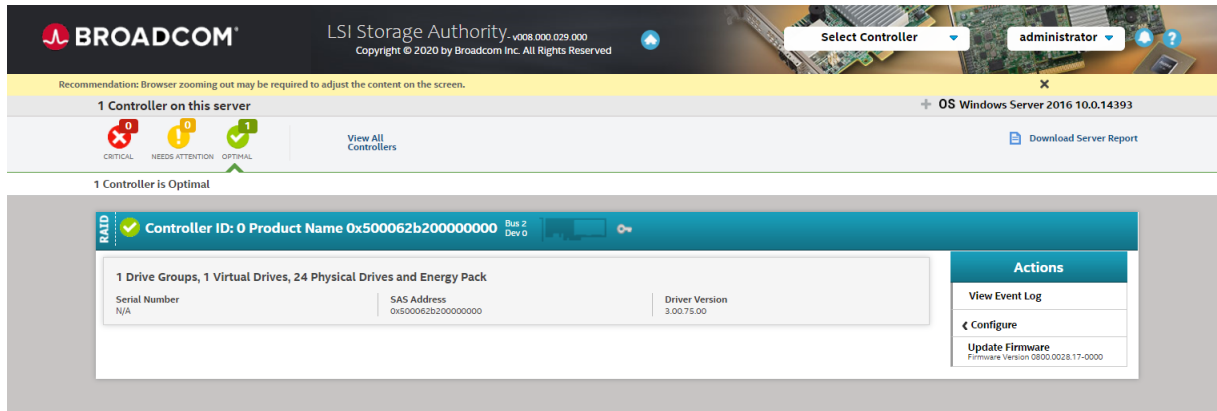 BROADCOM®
LSI Storage Authority. v008.000.029.000
Copyright © 2020 by Broadcom Inc. All Rights Reserved
Select Controller
administrator
?
Recommendation: Browser zooming out may be required to adjust the content on the screen.
1 Controller on this server
OS Windows Server 2016 10.0.14393
0
0
1
CRITICAL
NEEDS ATTENTION
OPTIMAL
View All
Controllers
Download Server Report
1 Controller is Optimal
RAID
Controller ID: 0 Product Name 0x500062b200000000
Bus 2
Dev 0
1 Drive Groups, 1 Virtual Drives, 24 Physical Drives and Energy Pack
Serial Number
N/A
SAS Address
0x500062b200000000
Driver Version
3.00.75.00
Actions
View Event Log
Configure
Update Firmware
Firmware Version 0800.0028.17-0000